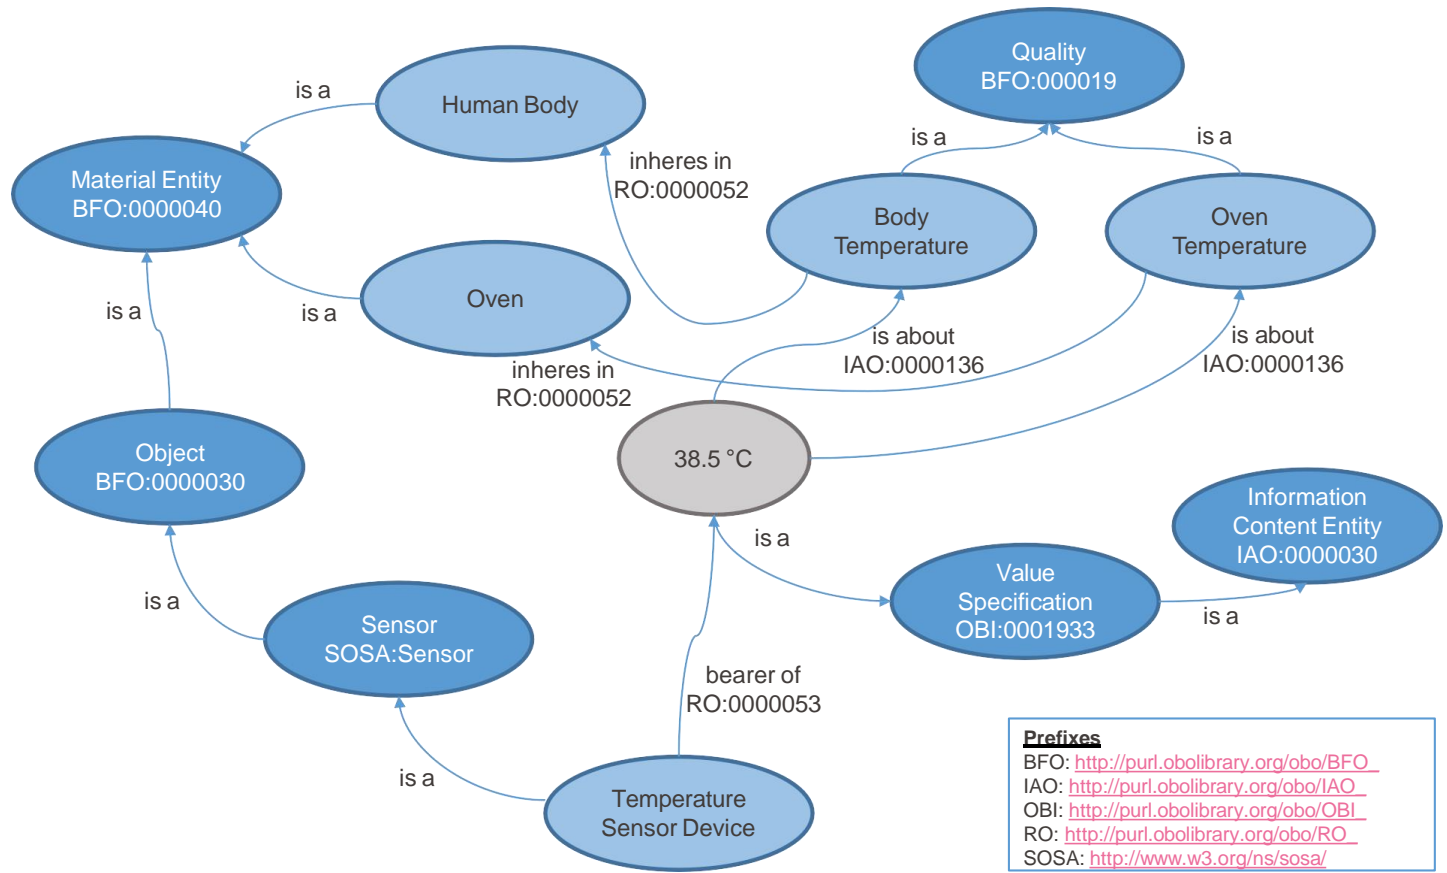 Quality
BFO:000019
is a
Human Body
is a
is a
inheres in
RO:0000052
Material Entity
BFO:0000040
Body
Temperature
Oven
Temperature
is a
Oven
is a
is about
IAO:0000136
is about
IAO:0000136
inheres in
RO:0000052
Object
BFO:0000030
38.5 °C
Information
Content Entity
IAO:0000030
is a
Value
Specification
OBI:0001933
is a
is a
Sensor
SOSA:Sensor
bearer of
RO:0000053
is a
Temperature
Sensor Device
Prefixes
BFO: http://purl.obolibrary.org/obo/BFO_
IAO: http://purl.obolibrary.org/obo/IAO_
OBI: http://purl.obolibrary.org/obo/OBI_
RO: http://purl.obolibrary.org/obo/RO_
SOSA: http://www.w3.org/ns/sosa/